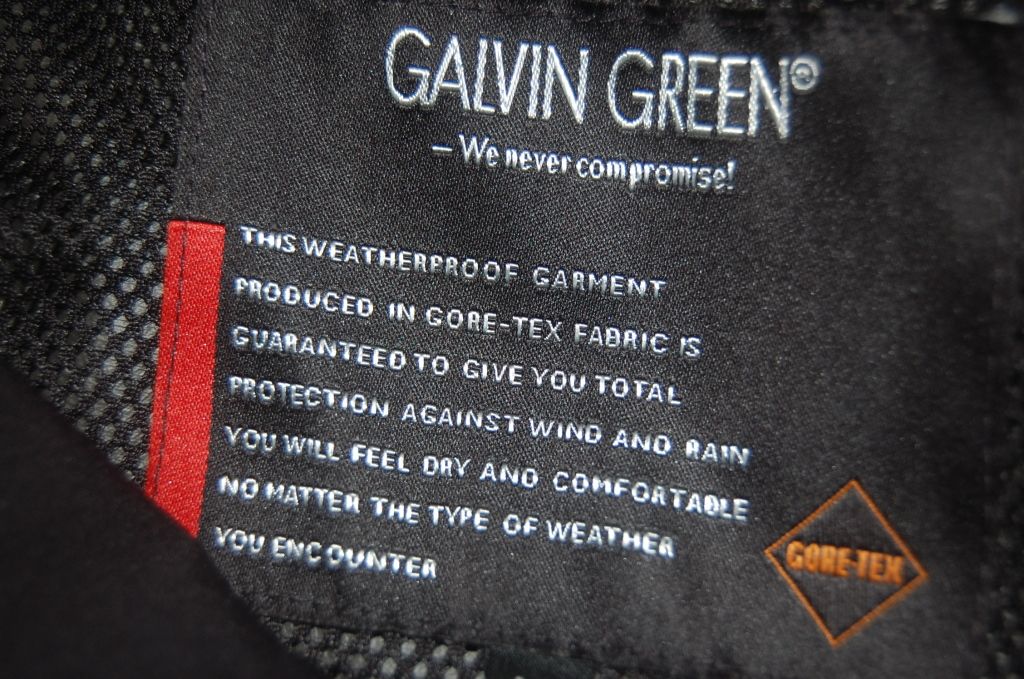 GALVIN GREEN®
– We never compromise!
THIS WEATHERPROOF GARMENT
PRODUCED IN GORE-TEX FABRIC IS
GUARANTEED TO GIVE YOU TOTAL
PROTECTION AGAINST WIND AND RAIN
YOU WILL FEEL DRY AND COMFORTABLE
NO MATTER THE TYPE OF WEATHER
YOU ENCOUNTER
GORE-TEX